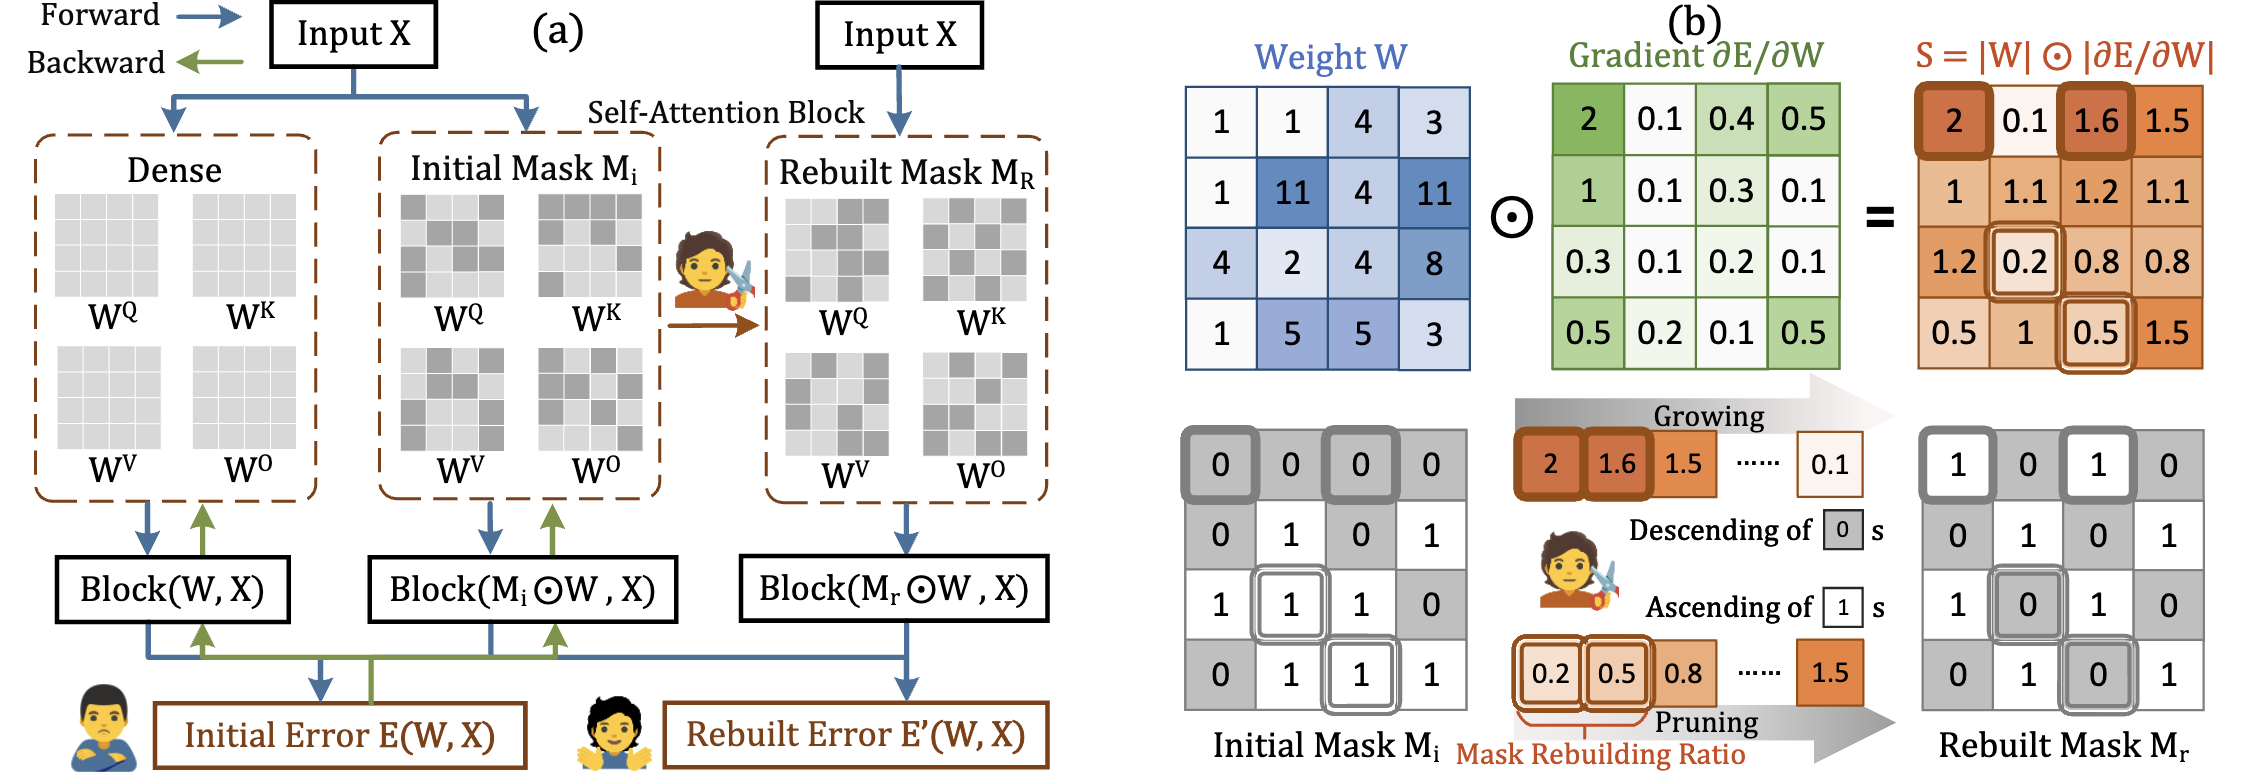 Forward
Backward
Input X
(a)
Input X
Self-Attention Block
Dense
W^Q
W^K
W^V
W^O
Initial Mask M_i
W^Q
W^K
W^V
W^O
Rebuilt Mask M_R
W^Q
W^K
W^V
W^O
Block(W, X)
Block(M_i ⊙W , X)
Block(M_r ⊙W , X)
Initial Error E(W, X)
Rebuilt Error E’(W, X)
(b)
Weight W
1 1 4 3
1 11 4 11
4 2 4 8
1 5 5 3
⊙
Gradient ∂E/∂W
2 0.1 0.4 0.5
1 0.1 0.3 0.1
0.3 0.1 0.2 0.1
0.5 0.2 0.1 0.5
=
S = |W| ⊙ |∂E/∂W|
2 0.1 1.6 1.5
1 1.1 1.2 1.1
1.2 0.2 0.8 0.8
0.5 1 0.5 1.5
0 0 0 0
0 1 0 1
1 1 1 0
0 1 1 1
Initial Mask M_i
Growing
2 1.6 1.5 ...... 0.1
Descending of 0 s
Ascending of 1 s
0.2 0.5 0.8 ...... 1.5
Pruning
Mask Rebuilding Ratio
1 0 1 0
0 1 0 1
1 0 1 0
0 1 0 1
Rebuilt Mask M_r